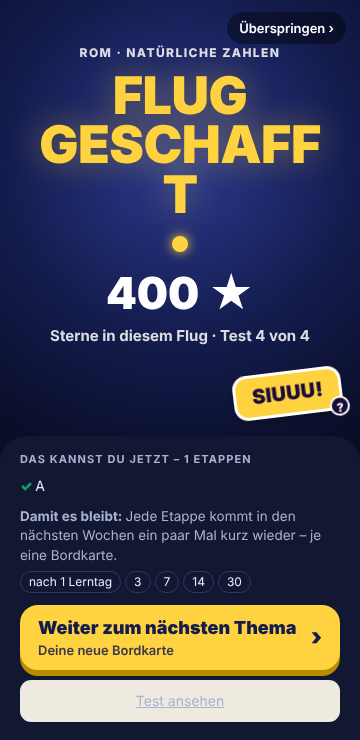 Überspringen ›
ROM · NATÜRLICHE ZAHLEN
FLUG
GESCHAFF
T
400 ★
Sterne in diesem Flug · Test 4 von 4
SIUUU!
?
DAS KANNST DU JETZT – 1 ETAPPEN
✓ A
Damit es bleibt: Jede Etappe kommt in den
nächsten Wochen ein paar Mal kurz wieder – je
eine Bordkarte.
nach 1 Lerntag 3 7 14 30
Weiter zum nächsten Thema ›
Deine neue Bordkarte
Test ansehen